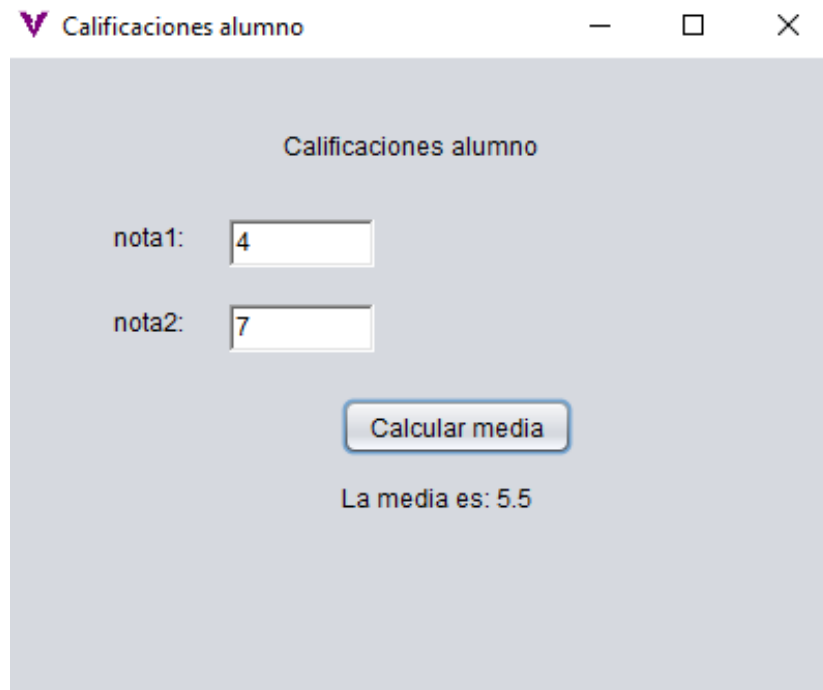 Calificaciones alumno
Calificaciones alumno
nota1: 4
nota2: 7
Calcular media
La media es: 5.5